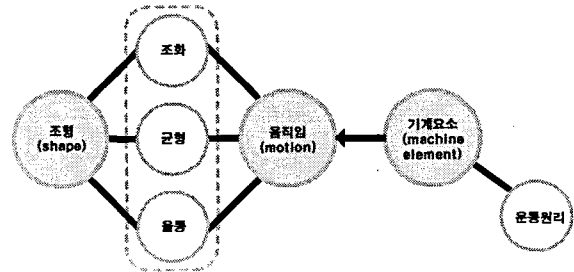 조화
조형
(shape)
균형
움직임
(motion)
기계요소
(machine
element)
율동
운동원리